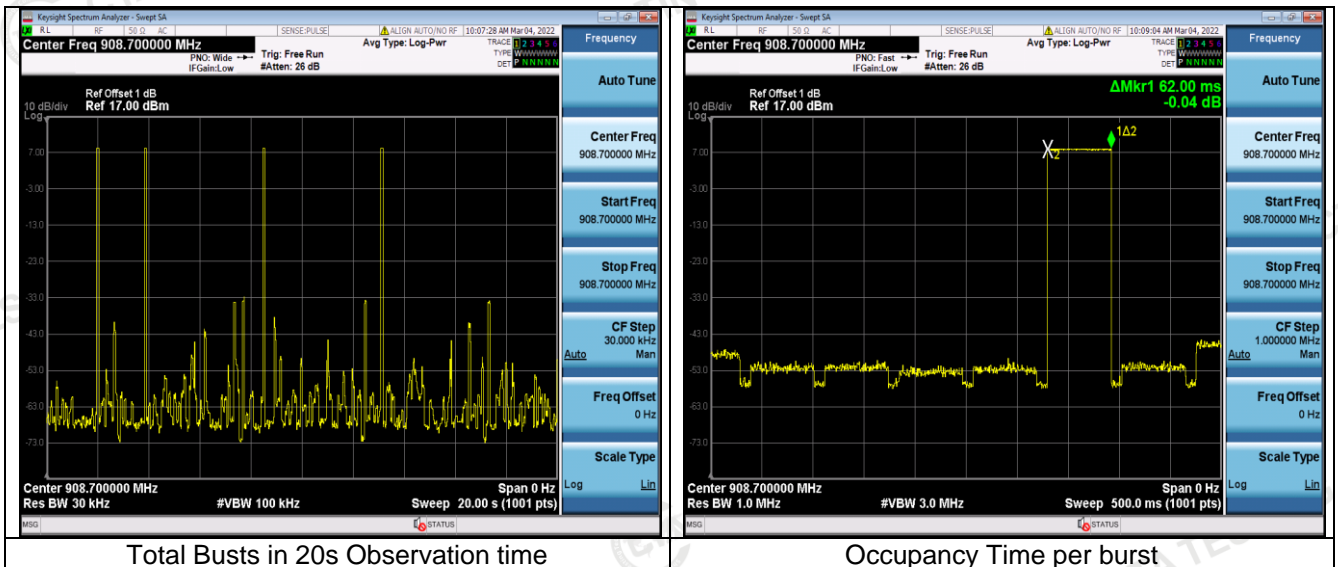 Keysight Spectrum Analyzer - Swept SA
RL RF 50 Ω AC SENSE:PULSE ALIGN AUTO/NO RF 10:07:28 AM Mar 04, 2022
Center Freq 908.700000 MHz
PNO: Wide
IFGain:Low
Trig: Free Run
#Atten: 26 dB
Avg Type: Log-Pwr
TRACE 1 2 3 4 5 6
TYPE WWWWWW
DET P N N N N N
Ref Offset 1 dB
10 dB/div Ref 17.00 dBm
Log
7.00
-3.00
-13.0
-23.0
-33.0
-43.0
-53.0
-63.0
-73.0
Center 908.700000 MHz Span 0 Hz
Res BW 30 kHz #VBW 100 kHz Sweep 20.00 s (1001 pts)
MSG STATUS
Frequency
Auto Tune
Center Freq
908.700000 MHz
Start Freq
908.700000 MHz
Stop Freq
908.700000 MHz
CF Step
30.000 kHz
Auto Man
Freq Offset
0 Hz
Scale Type
Log Lin
Total Busts in 20s Observation time
Keysight Spectrum Analyzer - Swept SA
RL RF 50 Ω AC SENSE:PULSE ALIGN AUTO/NO RF 10:09:04 AM Mar 04, 2022
Center Freq 908.700000 MHz
PNO: Fast
IFGain:Low
Trig: Free Run
#Atten: 26 dB
Avg Type: Log-Pwr
TRACE 1 2 3 4 5 6
TYPE WWWWWW
DET P N N N N N
ΔMkr1 62.00 ms
-0.04 dB
Ref Offset 1 dB
10 dB/div Ref 17.00 dBm
Log
1Δ2
X2
7.00
-3.00
-13.0
-23.0
-33.0
-43.0
-53.0
-63.0
-73.0
Center 908.700000 MHz Span 0 Hz
Res BW 1.0 MHz #VBW 3.0 MHz Sweep 500.0 ms (1001 pts)
MSG STATUS
Frequency
Auto Tune
Center Freq
908.700000 MHz
Start Freq
908.700000 MHz
Stop Freq
908.700000 MHz
CF Step
1.000000 MHz
Auto Man
Freq Offset
0 Hz
Scale Type
Log Lin
Occupancy Time per burst